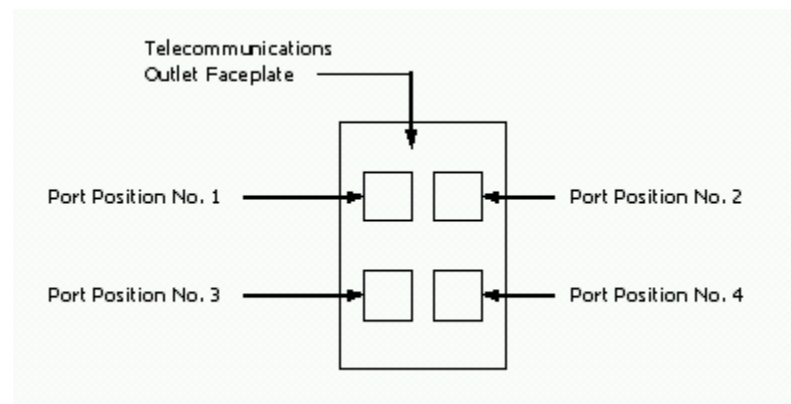 Telecommunications
Outlet Faceplate
Port Position No. 1
Port Position No. 2
Port Position No. 3
Port Position No. 4